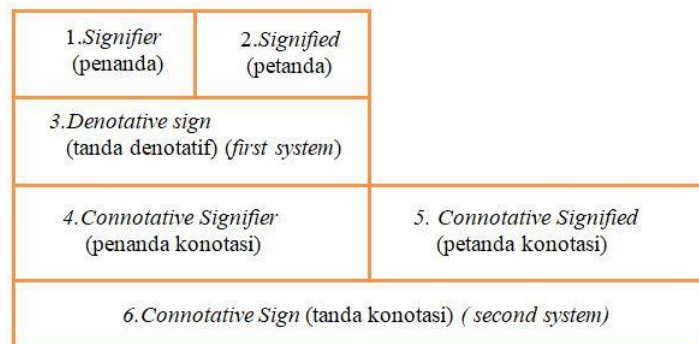 1.Signifier
(penanda)
2.Signified
(petanda)
3.Denotative sign
(tanda denotatif) (first system)
4.Connotative Signifier
(penanda konotasi)
5. Connotative Signified
(petanda konotasi)
6.Connotative Sign (tanda konotasi) ( second system)